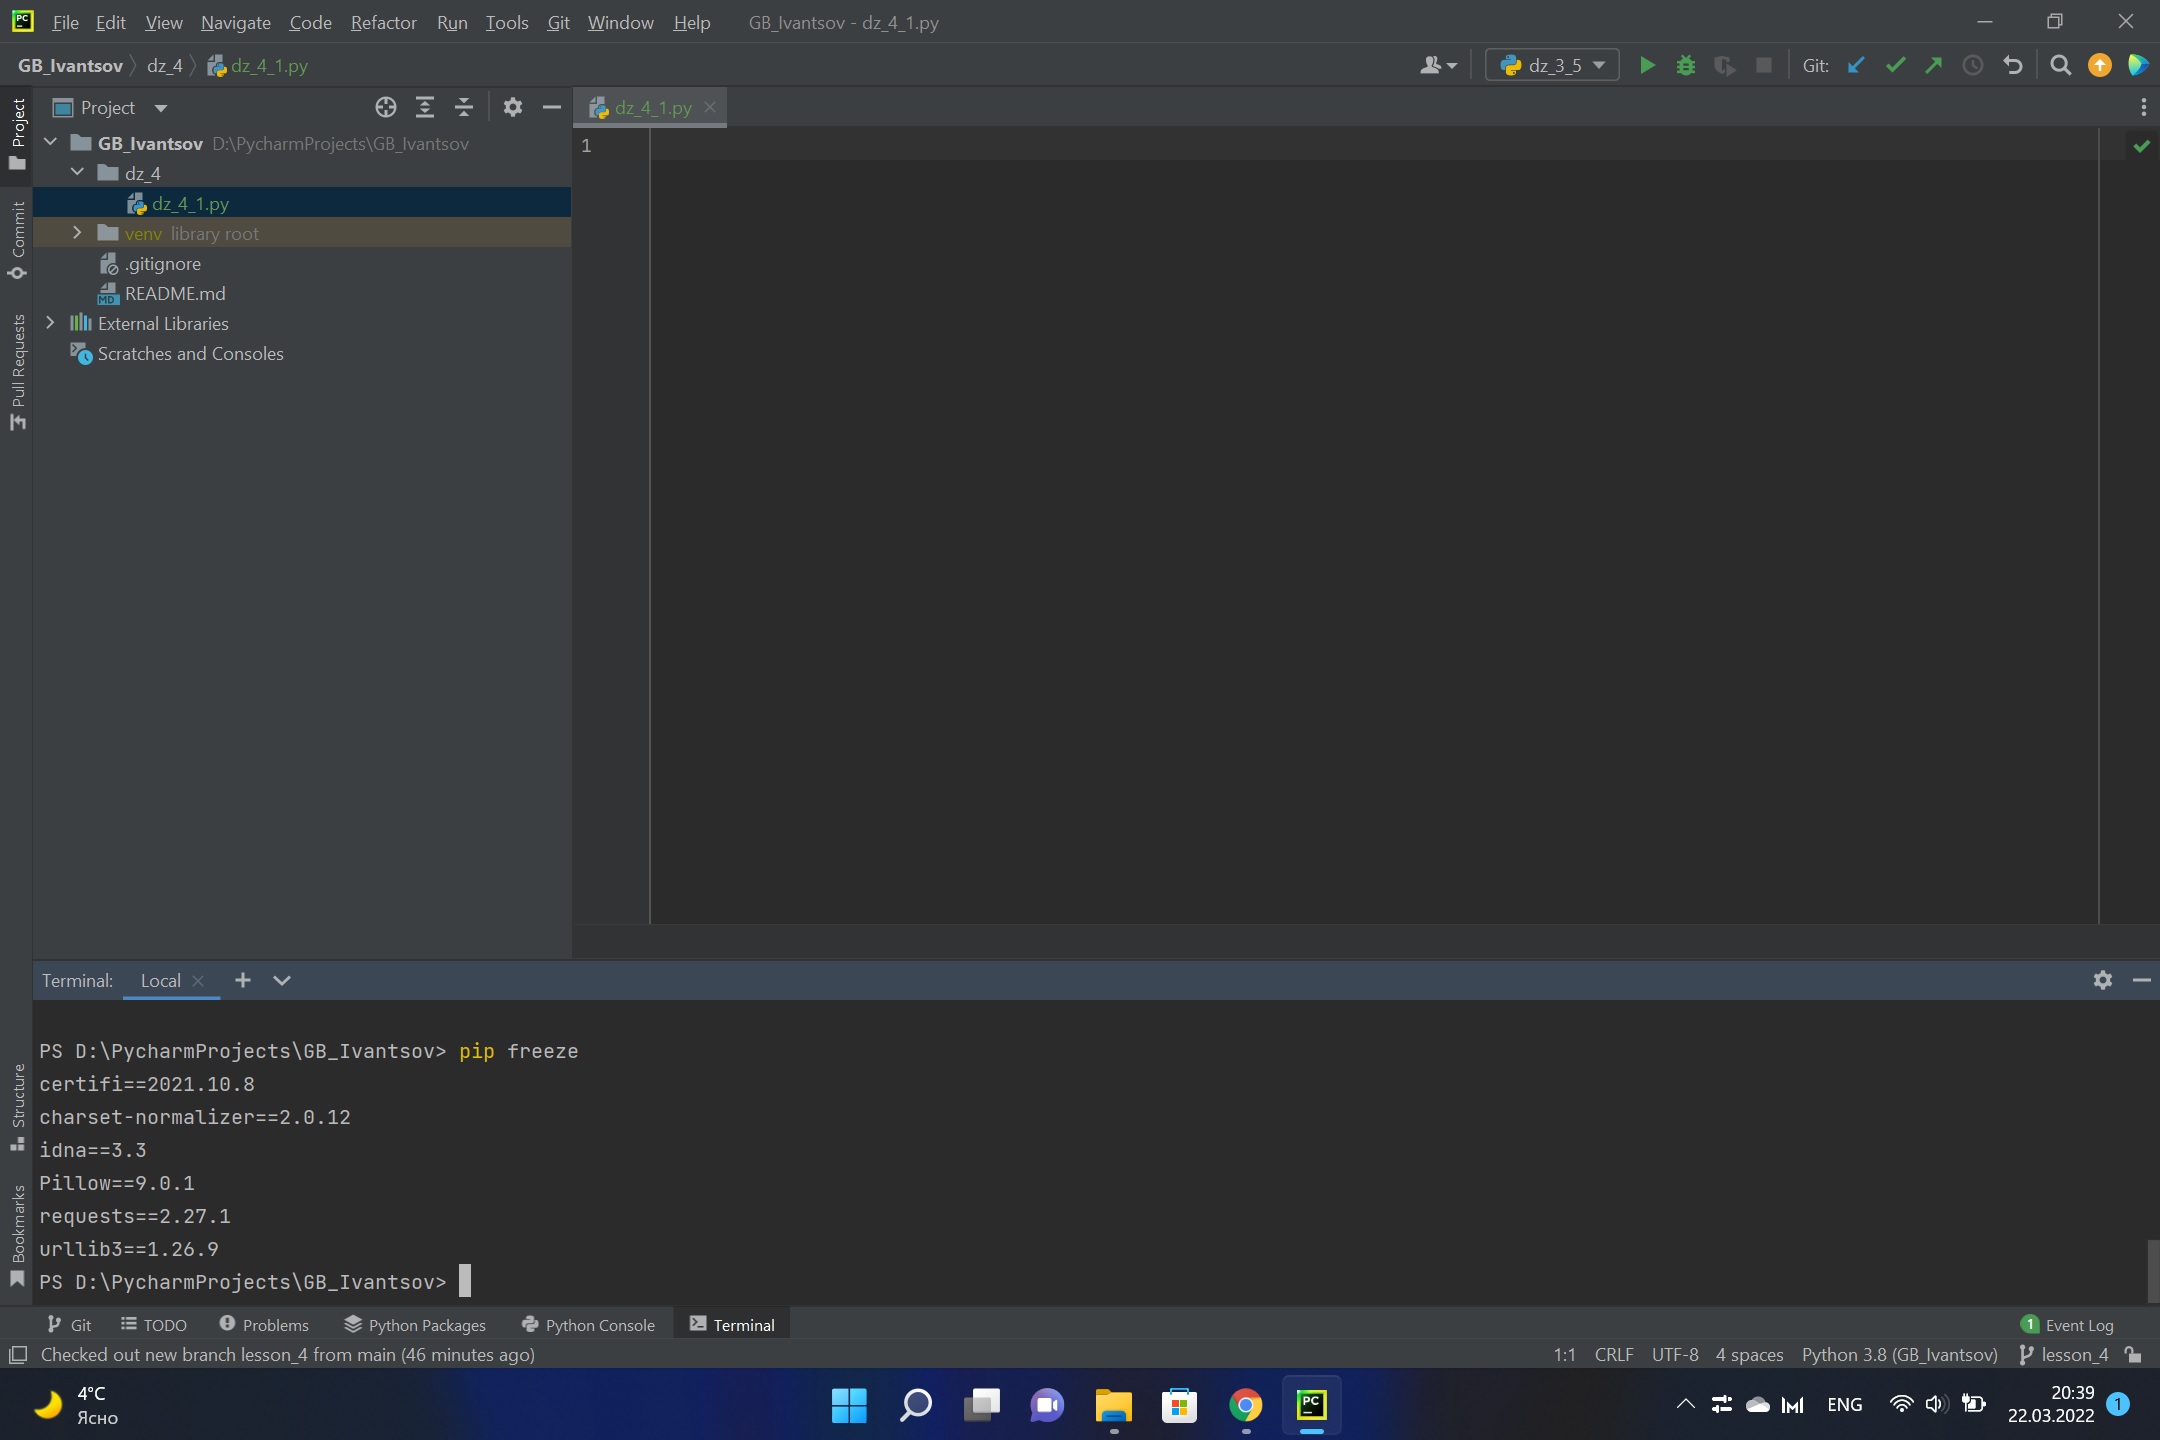 PC File Edit View Navigate Code Refactor Run Tools Git Window Help GB_Ivantsov - dz_4_1.py
GB_Ivantsov dz_4 dz_4_1.py dz_3_5 Git:
Project
dz_4_1.py
GB_Ivantsov D:\PycharmProjects\GB_Ivantsov
dz_4
dz_4_1.py
venv library root
.gitignore
MD README.md
External Libraries
Scratches and Consoles
1
Project
Commit
Pull Requests
Structure
Bookmarks
Terminal: Local
PS D:\PycharmProjects\GB_Ivantsov> pip freeze
certifi==2021.10.8
charset-normalizer==2.0.12
idna==3.3
Pillow==9.0.1
requests==2.27.1
urllib3==1.26.9
PS D:\PycharmProjects\GB_Ivantsov>
Git TODO Problems Python Packages Python Console Terminal 1 Event Log
Checked out new branch lesson_4 from main (46 minutes ago) 1:1 CRLF UTF-8 4 spaces Python 3.8 (GB_Ivantsov) lesson_4
4°C
Ясно
PC
ENG
20:39
22.03.2022
1